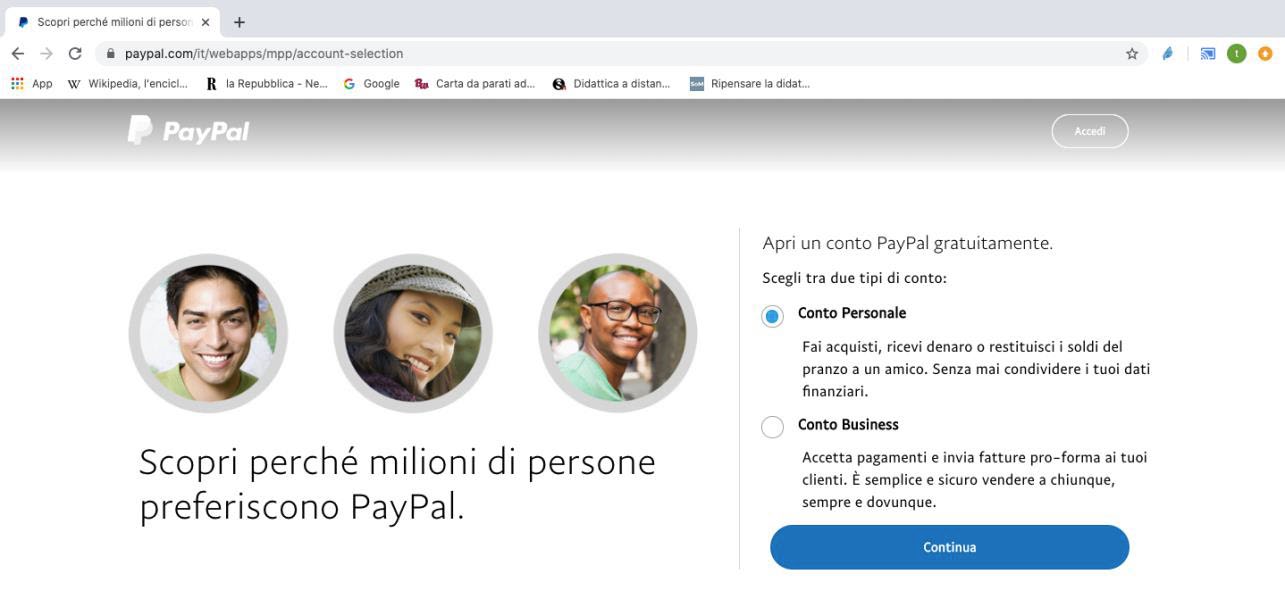 Scopri perché milioni di person
paypal.com/it/webapps/mpp/account-selection
t
App
W Wikipedia, l'encicl...
R la Repubblica - Ne...
G Google
Carta da parati ad...
Didattica a distan...
SoM Ripensare la didat...
PayPal
Accedi
Scopri perché milioni di persone
preferiscono PayPal.
Apri un conto PayPal gratuitamente.
Scegli tra due tipi di conto:
Conto Personale
Fai acquisti, ricevi denaro o restituisci i soldi del
pranzo a un amico. Senza mai condividere i tuoi dati
finanziari.
Conto Business
Accetta pagamenti e invia fatture pro-forma ai tuoi
clienti. È semplice e sicuro vendere a chiunque,
sempre e dovunque.
Continua